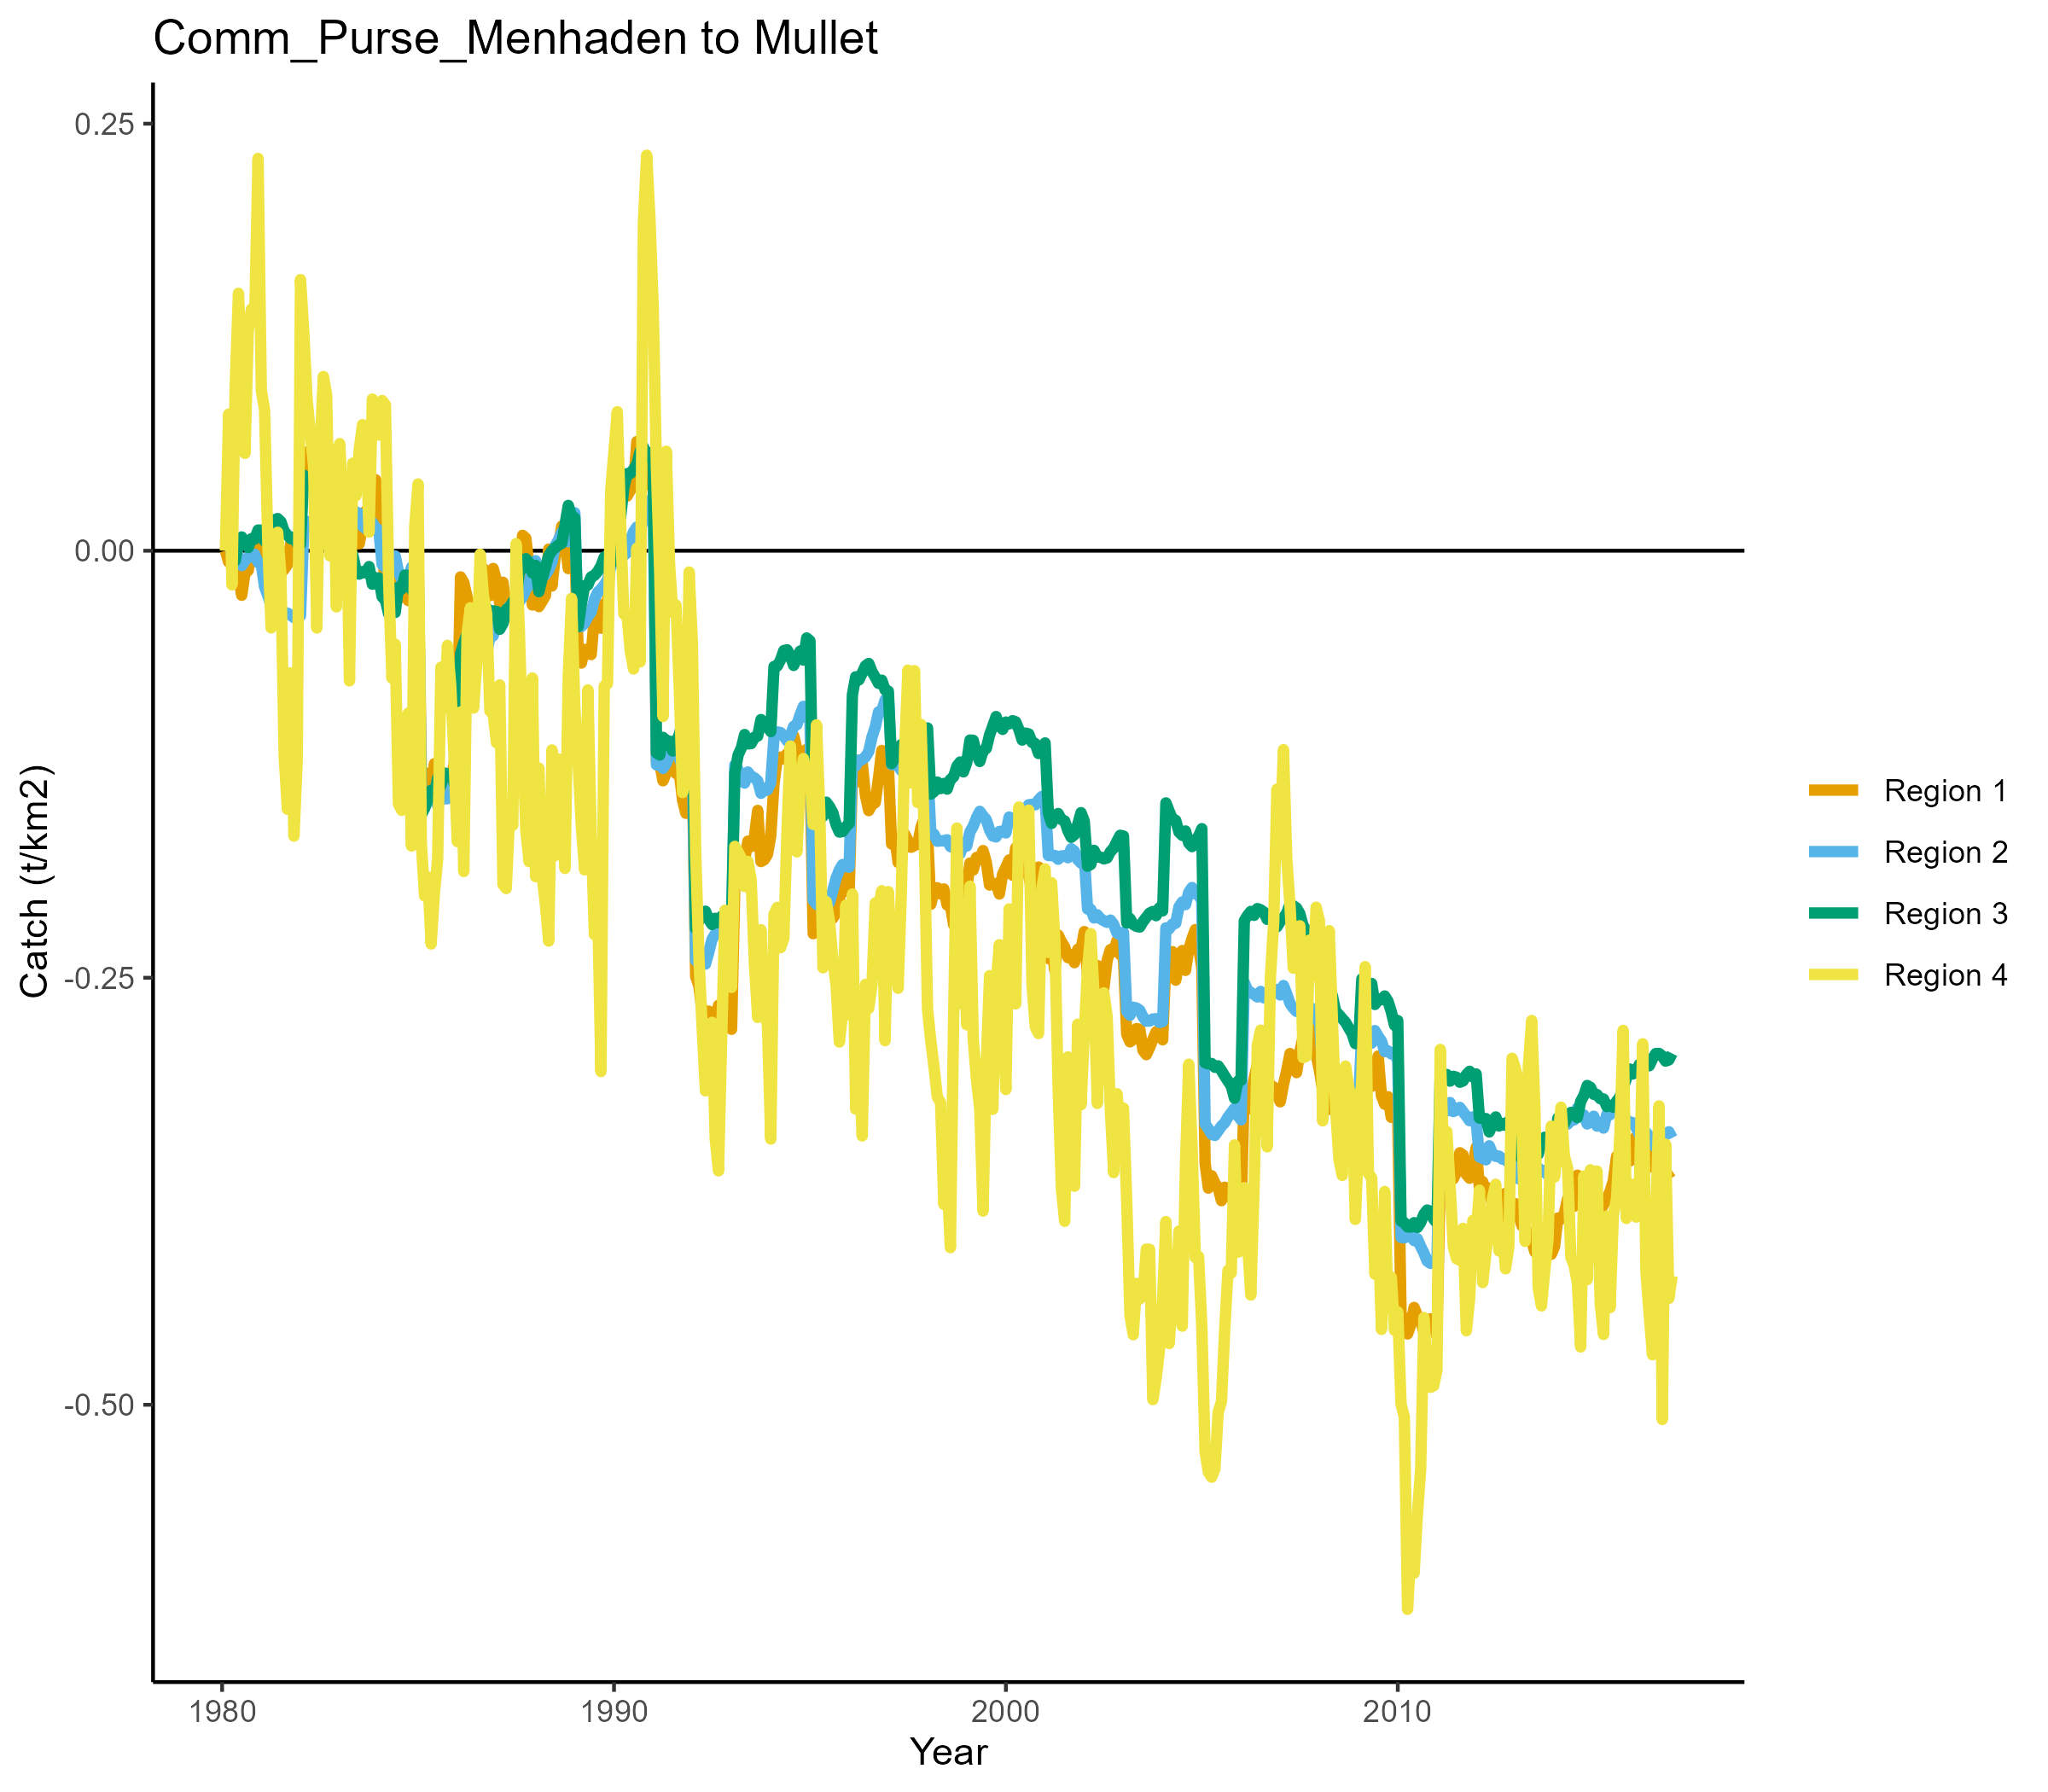 Comm_Purse_Menhaden to Mullet
Catch (t/km2)
0.25
0.00
-0.25
-0.50
1980
1990
2000
2010
Year
Region 1
Region 2
Region 3
Region 4